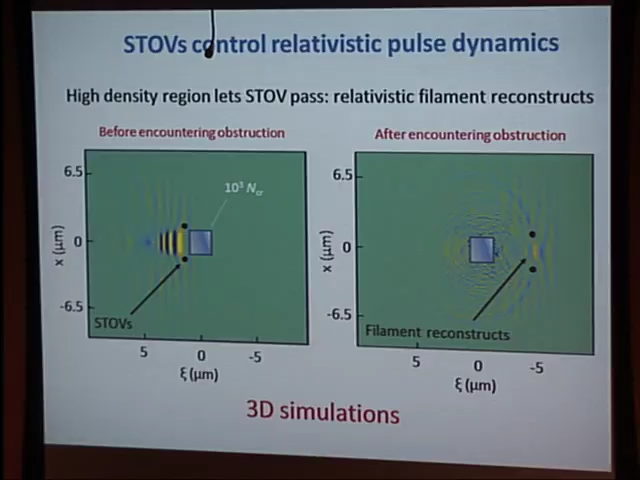 STOVs control relativistic pulse dynamics
High density region lets STOV pass: relativistic filament reconstructs
Before encountering obstruction
After encountering obstruction
6.5
0
-6.5
x (μm)
10³ Ncr
STOVs
5 0 -5
ξ (μm)
6.5
0
-6.5
x (μm)
Filament reconstructs
5 0 -5
ξ (μm)
3D simulations